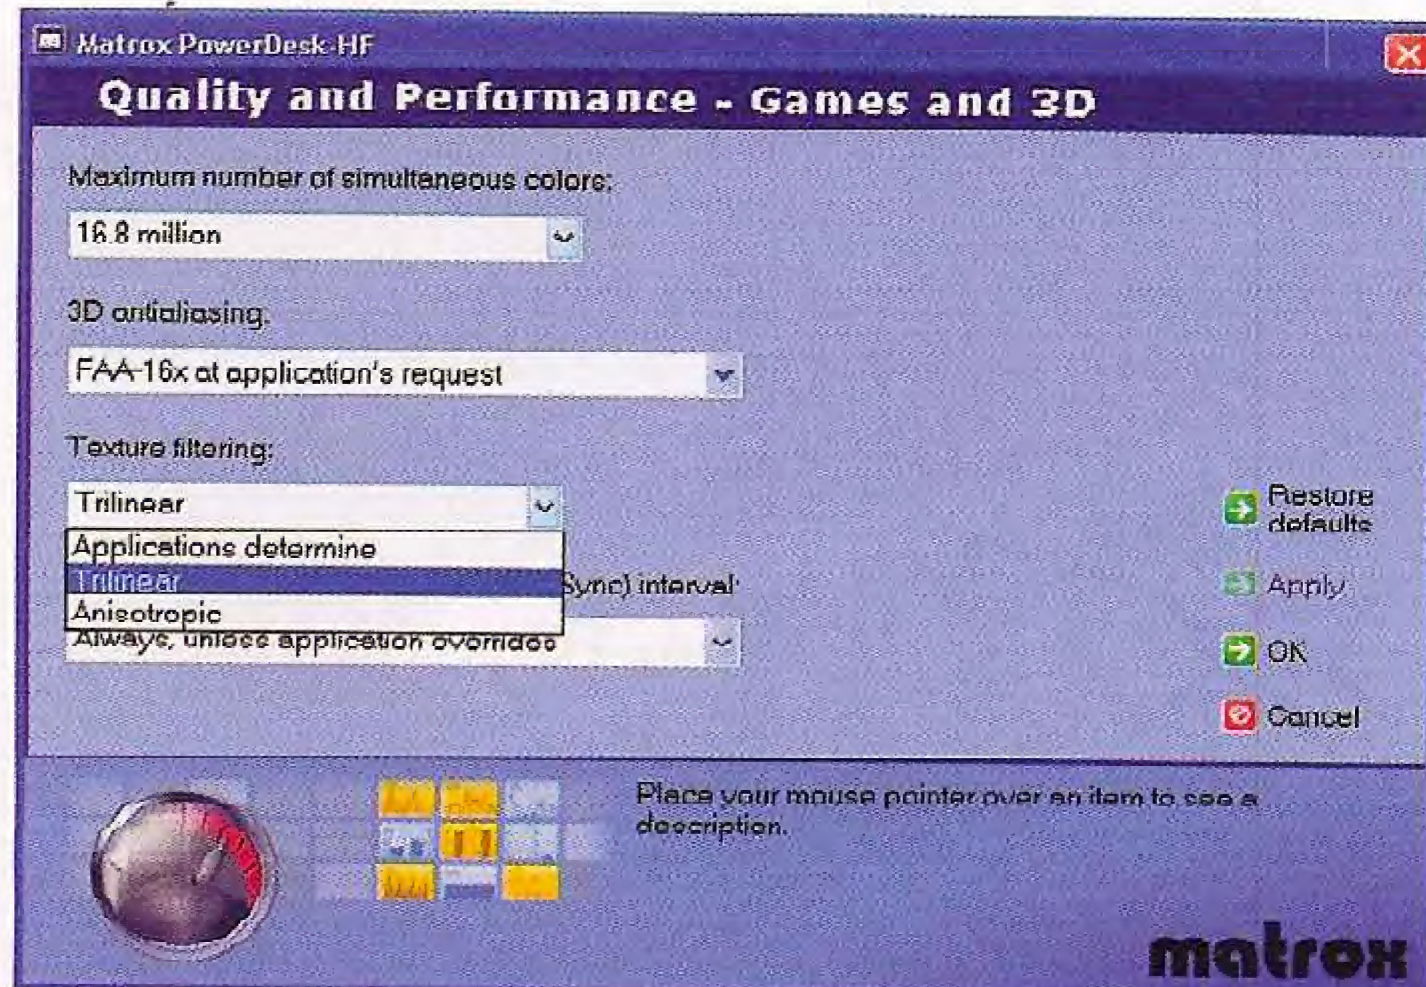 Matrox PowerDesk-HF
Quality and Performance - Games and 3D
Maximum number of simultaneous colors:
16.8 million
3D antialiasing:
FAA-16x at application's request
Texture filtering:
Trilinear
Applications determine
Trilinear
Sync) interval:
Anisotropic
Always, unless application overrides
Restore
defaults
Apply
OK
Cancel
Place your mouse pointer over an item to see a
description.
matrox